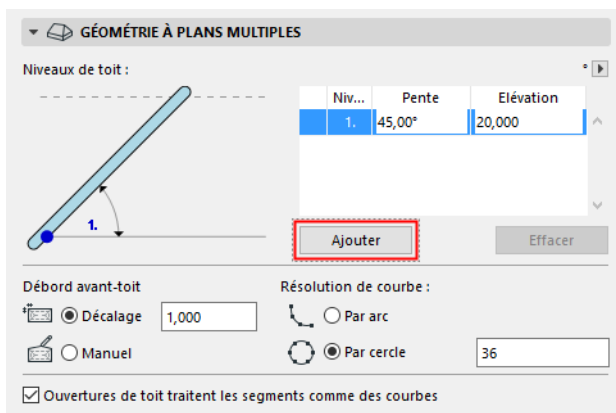 GÉOMÉTRIE À PLANS MULTIPLES
Niveaux de toit :
°
Niv... Pente Elévation
1. 45,00° 20,000
1.
Ajouter Effacer
Débord avant-toit Résolution de courbe :
Décalage 1,000 Par arc
Manuel Par cercle 36
Ouvertures de toit traitent les segments comme des courbes